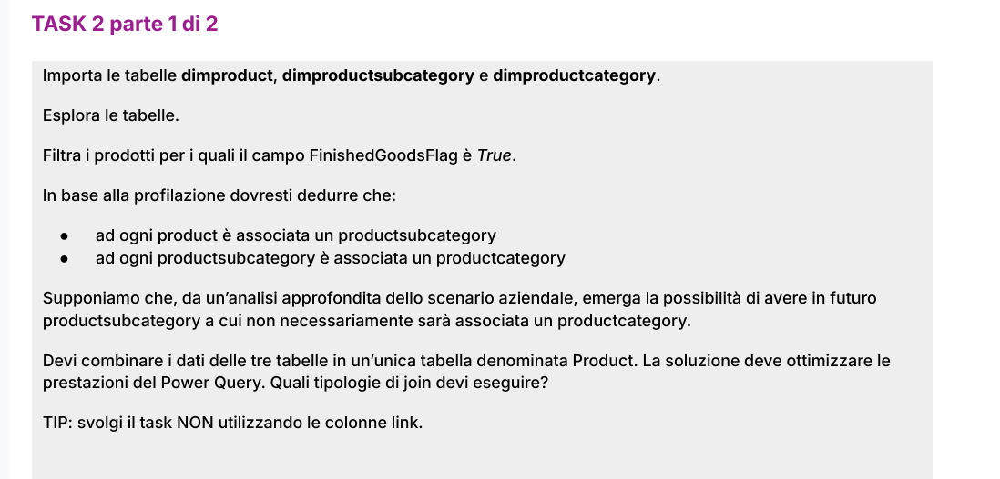 TASK 2 parte 1 di 2
Importa le tabelle dimproduct, dimproductsubcategory e dimproductcategory.
Esplora le tabelle.
Filtra i prodotti per i quali il campo FinishedGoodsFlag è True.
In base alla profilazione dovresti dedurre che:
● ad ogni product è associata un productsubcategory
● ad ogni productsubcategory è associata un productcategory
Supponiamo che, da un’analisi approfondita dello scenario aziendale, emerga la possibilità di avere in futuro
productsubcategory a cui non necessariamente sarà associata un productcategory.
Devi combinare i dati delle tre tabelle in un’unica tabella denominata Product. La soluzione deve ottimizzare le
prestazioni del Power Query. Quali tipologie di join devi eseguire?
TIP: svolgi il task NON utilizzando le colonne link.